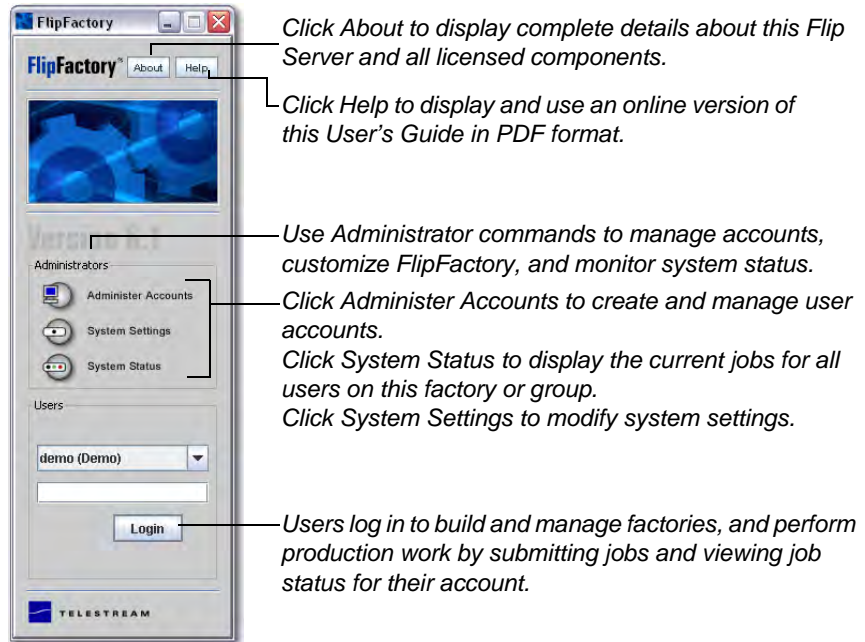 FlipFactory
FlipFactory™
About
Help
Version 6.1
Administrators
Administer Accounts
System Settings
System Status
Users
demo (Demo)
Login
TELESTREAM
Click About to display complete details about this Flip
Server and all licensed components.
Click Help to display and use an online version of
this User's Guide in PDF format.
Use Administrator commands to manage accounts,
customize FlipFactory, and monitor system status.
Click Administer Accounts to create and manage user
accounts.
Click System Status to display the current jobs for all
users on this factory or group.
Click System Settings to modify system settings.
Users log in to build and manage factories, and perform
production work by submitting jobs and viewing job
status for their account.